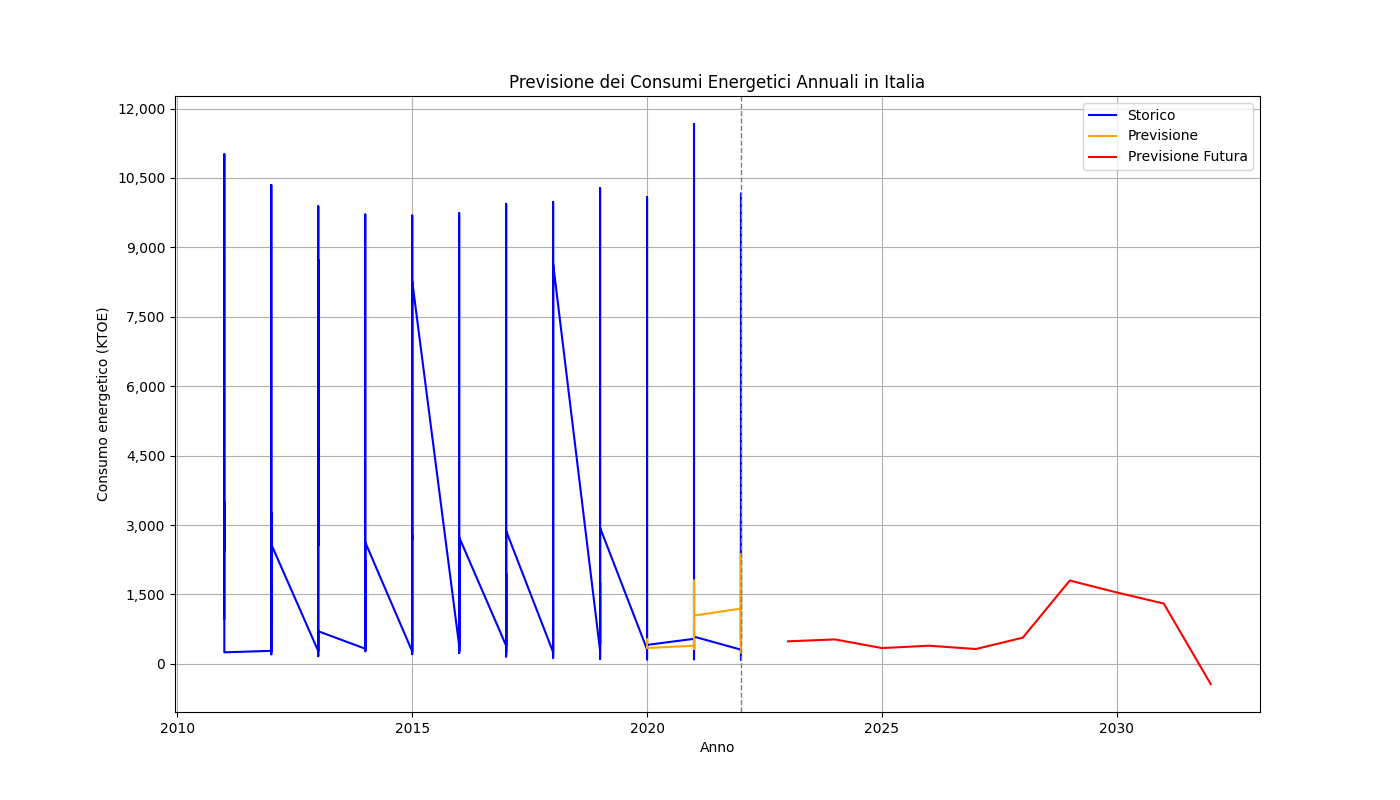 Previsione dei Consumi Energetici Annuali in Italia
Storico
Previsione
Previsione Futura
Consumo energetico (KTOE)
12,000
10,500
9,000
7,500
6,000
4,500
3,000
1,500
0
2010
2015
2020
2025
2030
Anno